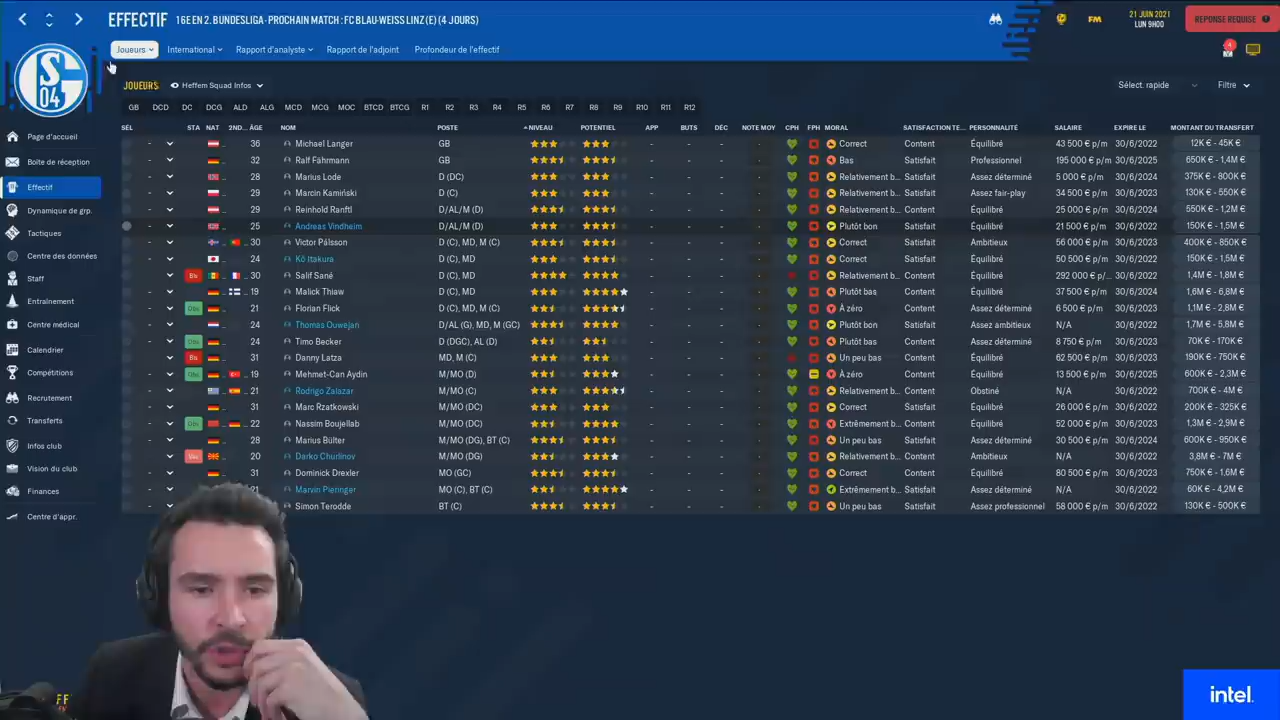 EFFECTIF 16E EN 2. BUNDESLIGA · PROCHAIN MATCH : FC BLAU-WEISS LINZ (E) (4 JOURS)
FM
21 JUIN 2021
LUN 9H00
RÉPONSE REQUISE
Joueurs International Rapport d'analyste Rapport de l'adjoint Profondeur de l'effectif
S
04
JOUEURS Heffem Squad Infos Sélect. rapide Filtre
GB DCD DC DCG ALD ALG MCD MCG MOC BTCD BTCG R1 R2 R3 R4 R5 R6 R7 R8 R9 R10 R11 R12
SÉL STA NAT 2ND... ÂGE NOM POSTE NIVEAU POTENTIEL APP BUTS DÉC NOTE MOY CPH FPH MORAL SATISFACTION TE... PERSONNALITÉ SALAIRE EXPIRE LE MONTANT DU TRANSFERT
36 Michael Langer GB - - - - Correct Content Équilibré 43 500 € p/m 30/6/2022 12K € - 45K €
32 Ralf Fährmann GB - - - - Bas Satisfait Professionnel 195 000 € p/m 30/6/2025 650K € - 1,4M €
28 Marius Lode D (DC) - - - - Relativement b... Content Assez déterminé 5 000 € p/m 30/6/2024 375K € - 800K €
29 Marcin Kamiński D (C) - - - - Relativement b... Content Assez fair-play 34 500 € p/m 30/6/2023 130K € - 550K €
29 Reinhold Ranftl D/AL/M (D) - - - - Relativement b... Content Équilibré 25 000 € p/m 30/6/2024 550K € - 1,2M €
25 Andreas Vindheim D/AL/M (D) - - - - Plutôt bon Satisfait Équilibré 21 500 € p/m 30/6/2022 150K € - 1,5M €
30 Victor Pálsson D (C), MD, M (C) - - - - Correct Satisfait Ambitieux 56 000 € p/m 30/6/2023 400K € - 850K €
24 Kō Itakura D (C), MD - - - - Correct Satisfait Équilibré 50 500 € p/m 30/6/2022 150K € - 1,5M €
Bls 30 Salif Sané D (C), MD - - - - Relativement b... Content Équilibré 292 000 € p/... 30/6/2022 1,4M € - 1,8M €
19 Malick Thiaw D (C), MD - - - - Plutôt bas Satisfait Équilibré 37 500 € p/m 30/6/2024 1,6M € - 6,8M €
21 Florian Flick D (C), MD, M (C) - - - - À zéro Content Assez déterminé 6 500 € p/m 30/6/2023 1,1M € - 2,8M €
24 Thomas Ouwejan D/AL (G), MD, M (GC) - - - - Plutôt bon Satisfait Assez ambitieux N/A 30/6/2022 1,7M € - 5,8M €
24 Timo Becker D (DGC), AL (D) - - - - Plutôt bas Satisfait Assez déterminé 8 750 € p/m 30/6/2023 70K € - 170K €
Bls 31 Danny Latza MD, M (C) - - - - Un peu bas Content Équilibré 62 500 € p/m 30/6/2023 190K € - 750K €
19 Mehmet-Can Aydin M/MO (D) - - - - À zéro Content Équilibré 13 500 € p/m 30/6/2025 600K € - 2,3M €
21 Rodrigo Zalazar M/MO (C) - - - - Relativement b... Content Obstiné N/A 30/6/2022 700K € - 4M €
31 Marc Rzatkowski M/MO (DC) - - - - Correct Satisfait Équilibré 26 000 € p/m 30/6/2022 200K € - 325K €
22 Nassim Boujellab M/MO (DC) - - - - Extrêmement b... Content Équilibré 52 000 € p/m 30/6/2023 1,3M € - 2,9M €
28 Marius Bülter M/MO (DG), BT (C) - - - - Un peu bas Satisfait Assez déterminé 30 500 € p/m 30/6/2024 600K € - 950K €
20 Darko Churlinov M/MO (DG) - - - - Relativement b... Content Ambitieux N/A 30/6/2022 3,8M € - 7M €
31 Dominick Drexler MO (GC) - - - - Correct Satisfait Équilibré 80 500 € p/m 30/6/2023 750K € - 1,6M €
21 Marvin Pieringer MO (C), BT (C) - - - - Extrêmement b... Satisfait Assez déterminé N/A 30/6/2022 60K € - 4,2M €
Simon Terodde BT (C) - - - - Un peu bas Satisfait Assez professionnel 58 000 € p/m 30/6/2022 130K € - 500K €
Page d'accueil
Boîte de réception
Effectif
Dynamique de grp.
Tactiques
Centre des données
Staff
Entraînement
Centre médical
Calendrier
Compétitions
Recrutement
Transferts
Infos club
Vision du club
Finances
Centre d'appr.
intel.